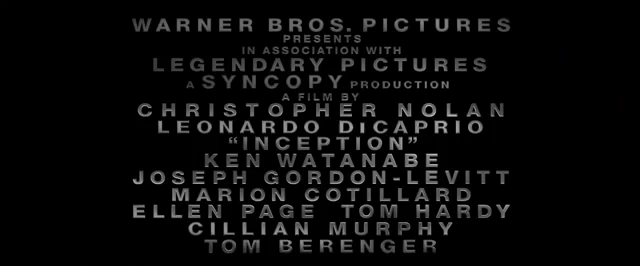 WARNER BROS. PICTURES
PRESENTS
IN ASSOCIATION WITH
LEGENDARY PICTURES
A SYNCOPY PRODUCTION
A FILM BY
CHRISTOPHER NOLAN
LEONARDO DiCAPRIO
“INCEPTION”
KEN WATANABE
JOSEPH GORDON-LEVITT
MARION COTILLARD
ELLEN PAGE TOM HARDY
CILLIAN MURPHY
TOM BERENGER